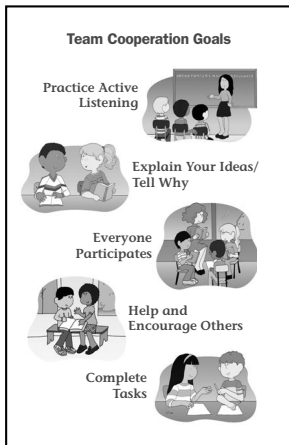 Team Cooperation Goals
Practice Active
Listening
Explain Your Ideas/
Tell Why
Everyone
Participates
Help and
Encourage Others
Complete
Tasks